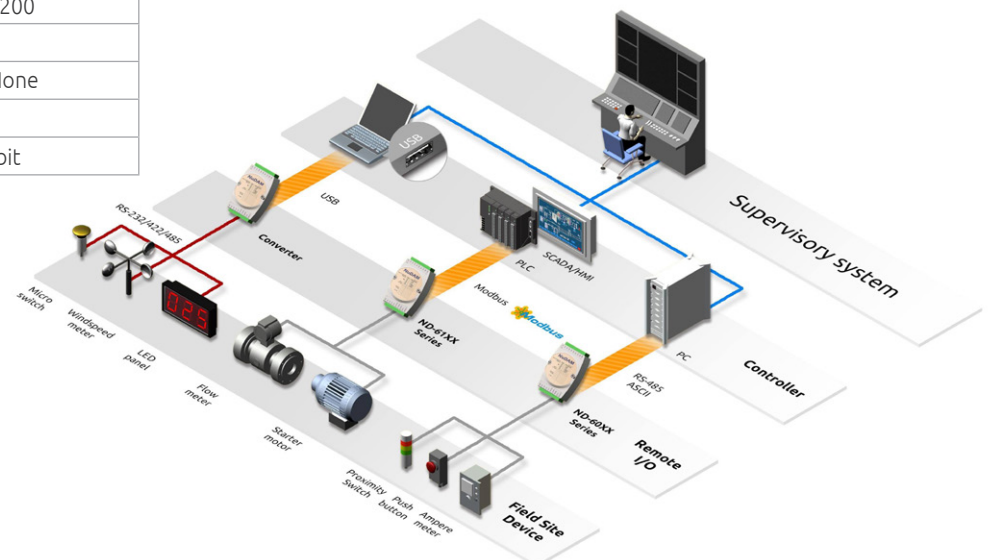 200
None
bit
Supervisory system
USB
USB
RS-232/422/485
Converter
SCADA/HMI
PLC
Modbus
Modbus
Micro
switch
Windspeed
meter
LED
panel
025
ND-61XX
Series
PC
Controller
RS-485
ASCII
Flow
meter
Starter
motor
ND-60XX
Series
Remote
I/O
Proximity
Switch
Push
button
Ampere
meter
Field Site
Device